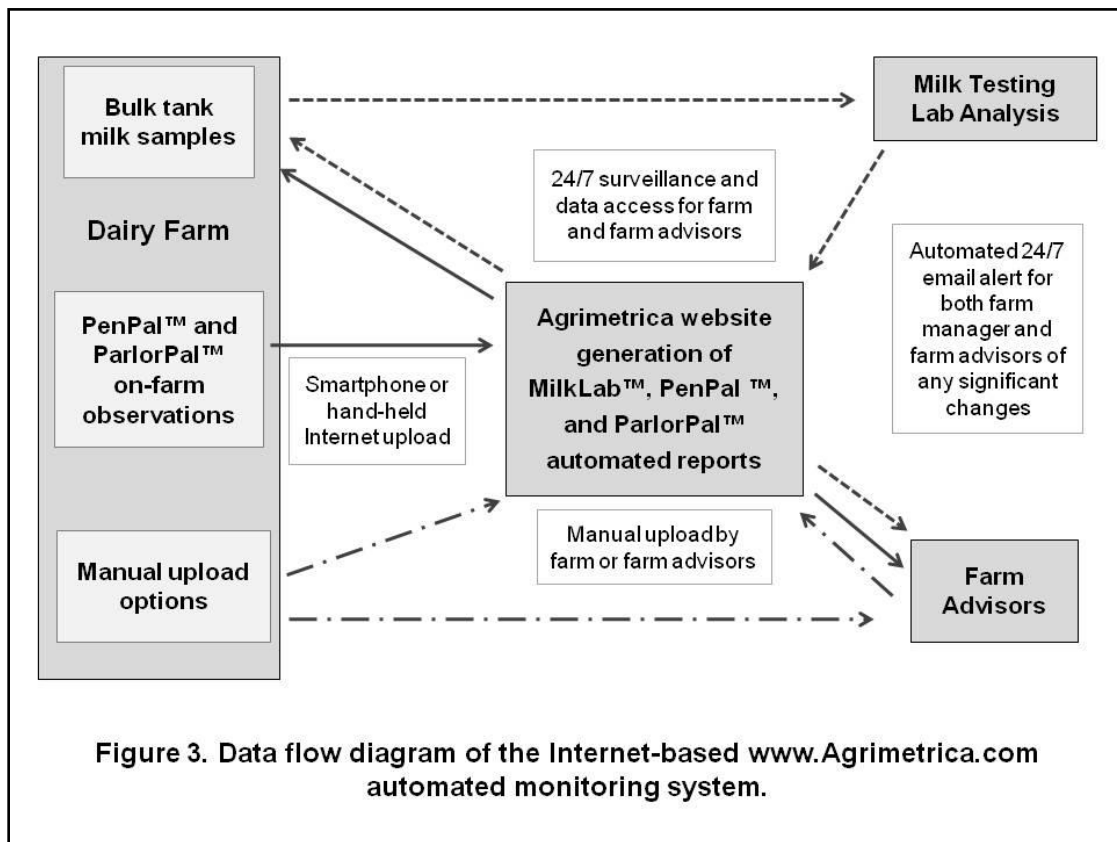 Bulk tank
milk samples
Dairy Farm
PenPal™ and
ParlorPal™
on-farm
observations
Manual upload
options
Smartphone or
hand-held
Internet upload
24/7 surveillance and
data access for farm
and farm advisors
Agrimetrica website
generation of
MilkLab™, PenPal ™,
and ParlorPal™
automated reports
Manual upload by
farm or farm advisors
Milk Testing
Lab Analysis
Automated 24/7
email alert for
both farm
manager and
farm advisors of
any significant
changes
Farm
Advisors
Figure 3. Data flow diagram of the Internet-based www.Agrimetrica.com
automated monitoring system.